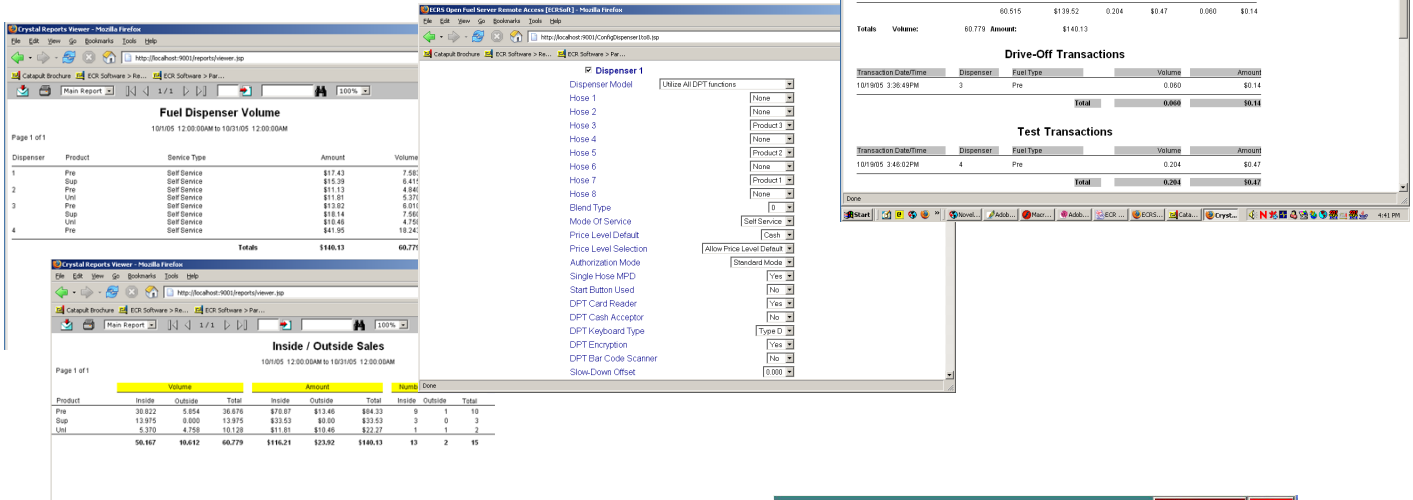 Crystal Reports Viewer - Mozilla Firefox
File Edit View Go Bookmarks Tools Help
http://localhost:9001/reports/viewer.jsp
Catapult Brochure ECR Software > Re... ECR Software > Par...
Main Report 1 / 1 100%
Fuel Dispenser Volume
10/1/05 12:00:00AM to 10/31/05 12:00:00AM
Page 1 of 1
Dispenser Product Service Type Amount Volume
1 Pre Self Service $17.43
Sup Self Service $15.39
2 Pre Self Service $11.13
Unl Self Service $11.81
3 Pre Self Service $13.82
Sup Self Service $18.14
Unl Self Service $10.46
4 Pre Self Service $41.95
Totals $140.13 60.779
Crystal Reports Viewer - Mozilla Firefox
File Edit View Go Bookmarks Tools Help
http://localhost:9001/reports/viewer.jsp
Catapult Brochure ECR Software > Re... ECR Software > Par...
Main Report 1 / 1 100%
Inside / Outside Sales
10/1/05 12:00:00AM to 10/31/05 12:00:00AM
Page 1 of 1
Volume Amount Numb
Product Inside Outside Total Inside Outside Total Inside Outside Total
Pre 30.822 5.854 36.676 $70.87 $13.46 $84.33 9 1 10
Sup 13.975 0.000 13.975 $33.53 $0.00 $33.53 3 0 3
Unl 5.370 4.758 10.128 $11.81 $10.46 $22.27 1 1 2
50.167 10.612 60.779 $116.21 $23.92 $140.13 13 2 15
ECRS Open Fuel Server Remote Access [ECRSoft] - Mozilla Firefox
File Edit View Go Bookmarks Tools Help
http://localhost:9001/ConfigDispenser1to8.jsp
Catapult Brochure ECR Software > Re... ECR Software > Par...
Dispenser 1
Dispenser Model Utilize All DPT functions
Hose 1 None
Hose 2 None
Hose 3 Product 3
Hose 4 None
Hose 5 Product 2
Hose 6 None
Hose 7 Product 1
Hose 8 None
Blend Type 0
Mode Of Service Self Service
Price Level Default Cash
Price Level Selection Allow Price Level Default
Authorization Mode Standard Mode
Single Hose MPD Yes
Start Button Used No
DPT Card Reader Yes
DPT Cash Acceptor No
DPT Keyboard Type Type D
DPT Encryption Yes
DPT Bar Code Scanner No
Slow-Down Offset 0.000
Done
60.515 $139.52 0.204 $0.47 0.060 $0.14
Totals Volume: 60.779 Amount: $140.13
Drive-Off Transactions
Transaction Date/Time Dispenser Fuel Type Volume Amount
10/19/05 3:36:49PM 3 Pre 0.060 $0.14
Total 0.060 $0.14
Test Transactions
Transaction Date/Time Dispenser Fuel Type Volume Amount
10/19/05 3:46:02PM 4 Pre 0.204 $0.47
Total 0.204 $0.47
Done
Start » Novel... Adob... Macr... Adob... ECR ... ECRS... Cata... Cryst... 4:41 PM